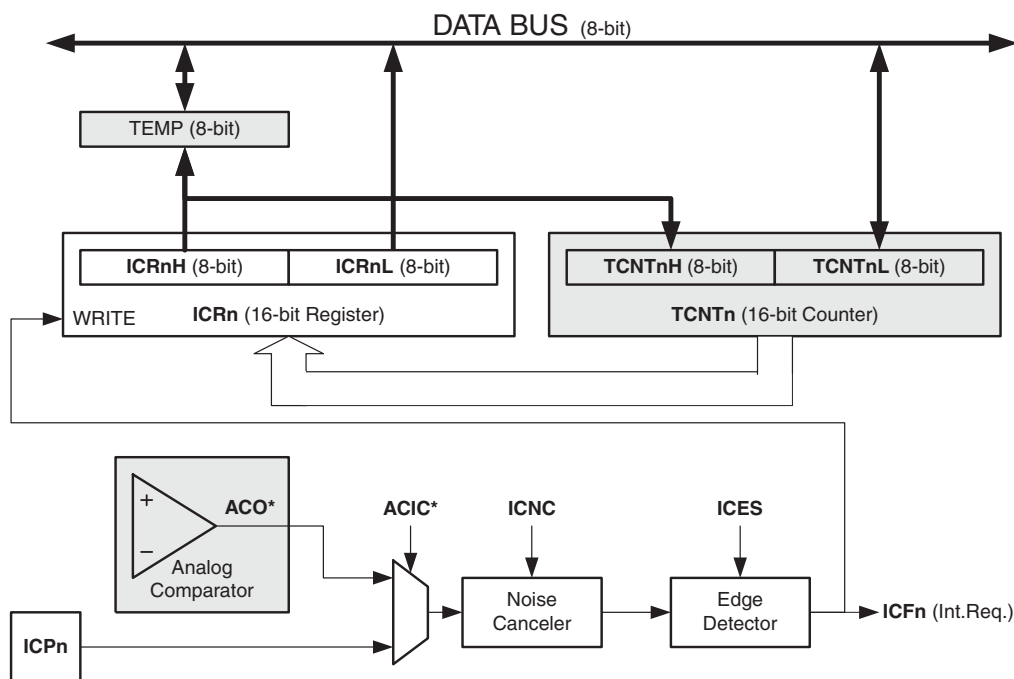 DATA BUS (8-bit)
TEMP (8-bit)
ICRnH (8-bit)
ICRnL (8-bit)
TCNTnH (8-bit)
TCNTnL (8-bit)
WRITE
ICRn (16-bit Register)
TCNTn (16-bit Counter)
+
−
ACO*
Analog
Comparator
ACIC*
ICNC
ICES
Noise
Canceler
Edge
Detector
ICFn (Int.Req.)
ICPn